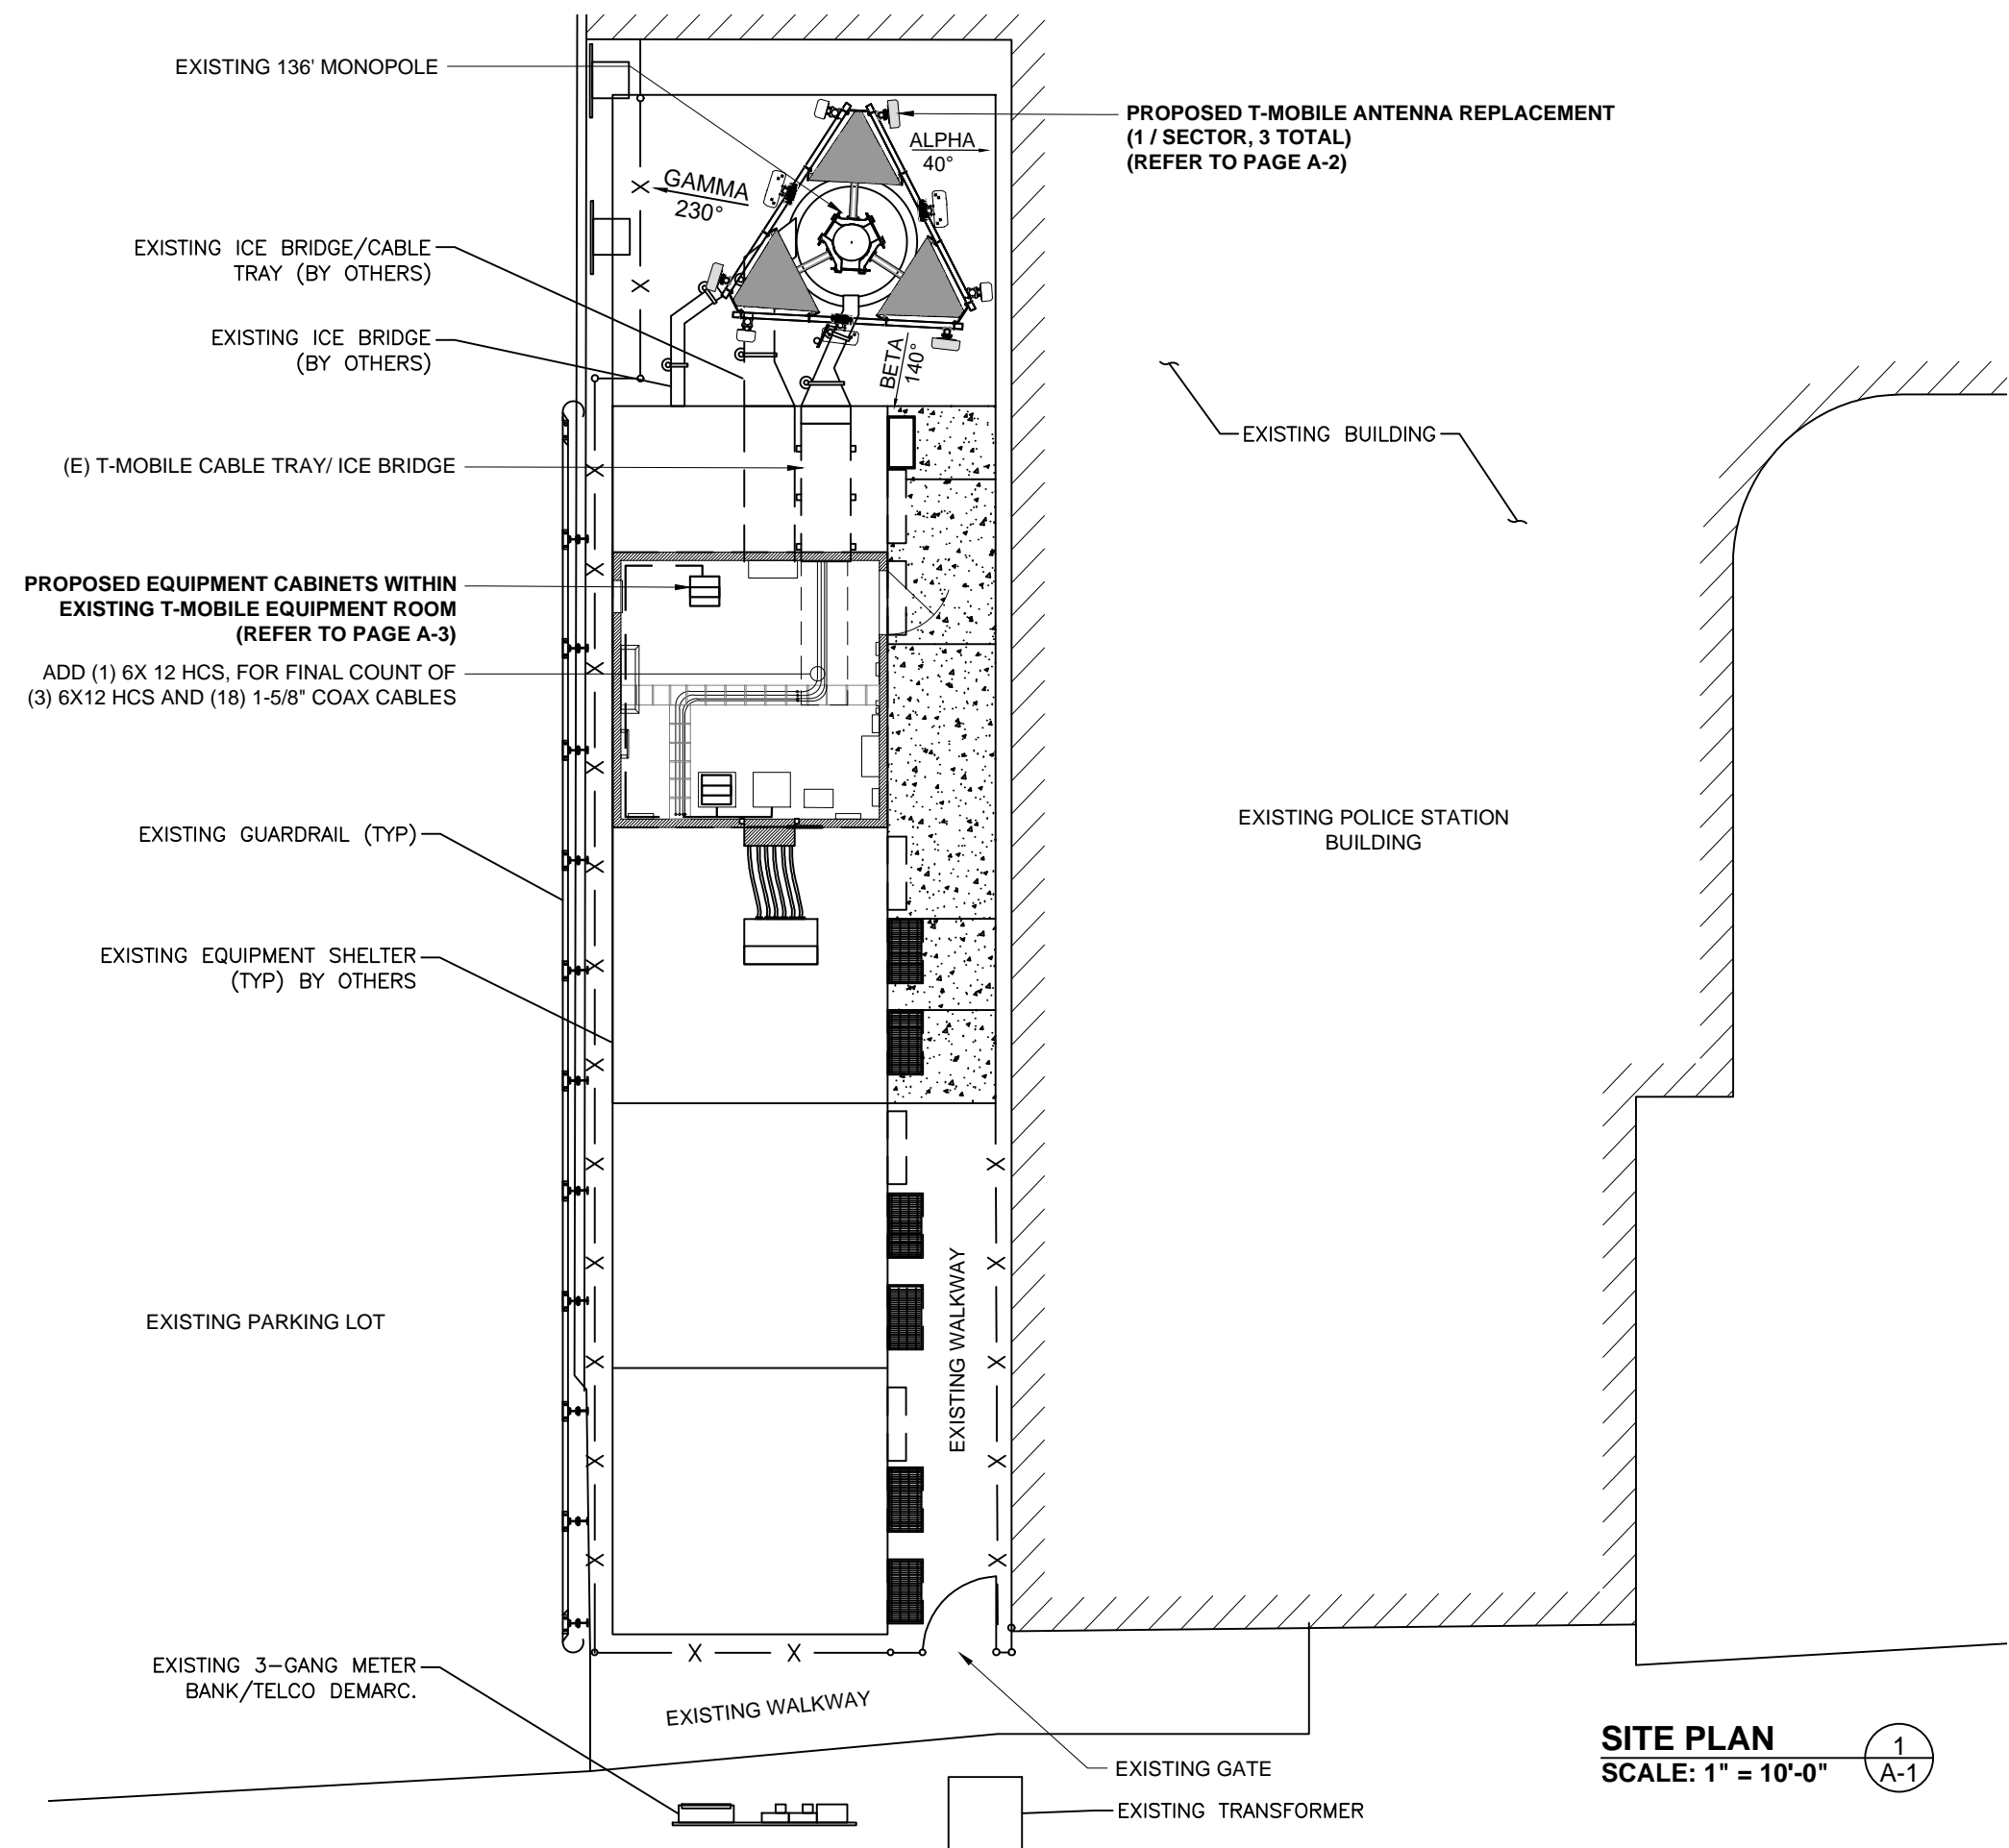 EXISTING 136' MONOPOLE
PROPOSED T-MOBILE ANTENNA REPLACEMENT
(1 / SECTOR, 3 TOTAL)
(REFER TO PAGE A-2)
ALPHA
40°
GAMMA
230°
EXISTING ICE BRIDGE/CABLE
TRAY (BY OTHERS)
EXISTING ICE BRIDGE
(BY OTHERS)
BETA
140°
EXISTING BUILDING
(E) T-MOBILE CABLE TRAY/ ICE BRIDGE
PROPOSED EQUIPMENT CABINETS WITHIN
EXISTING T-MOBILE EQUIPMENT ROOM
(REFER TO PAGE A-3)
ADD (1) 6X 12 HCS, FOR FINAL COUNT OF
(3) 6X12 HCS AND (18) 1-5/8" COAX CABLES
EXISTING GUARDRAIL (TYP)
EXISTING POLICE STATION
BUILDING
EXISTING EQUIPMENT SHELTER
(TYP) BY OTHERS
EXISTING WALKWAY
EXISTING PARKING LOT
EXISTING 3-GANG METER
BANK/TELCO DEMARC.
EXISTING WALKWAY
EXISTING GATE
EXISTING TRANSFORMER
SITE PLAN
SCALE: 1" = 10'-0"
1
A-1